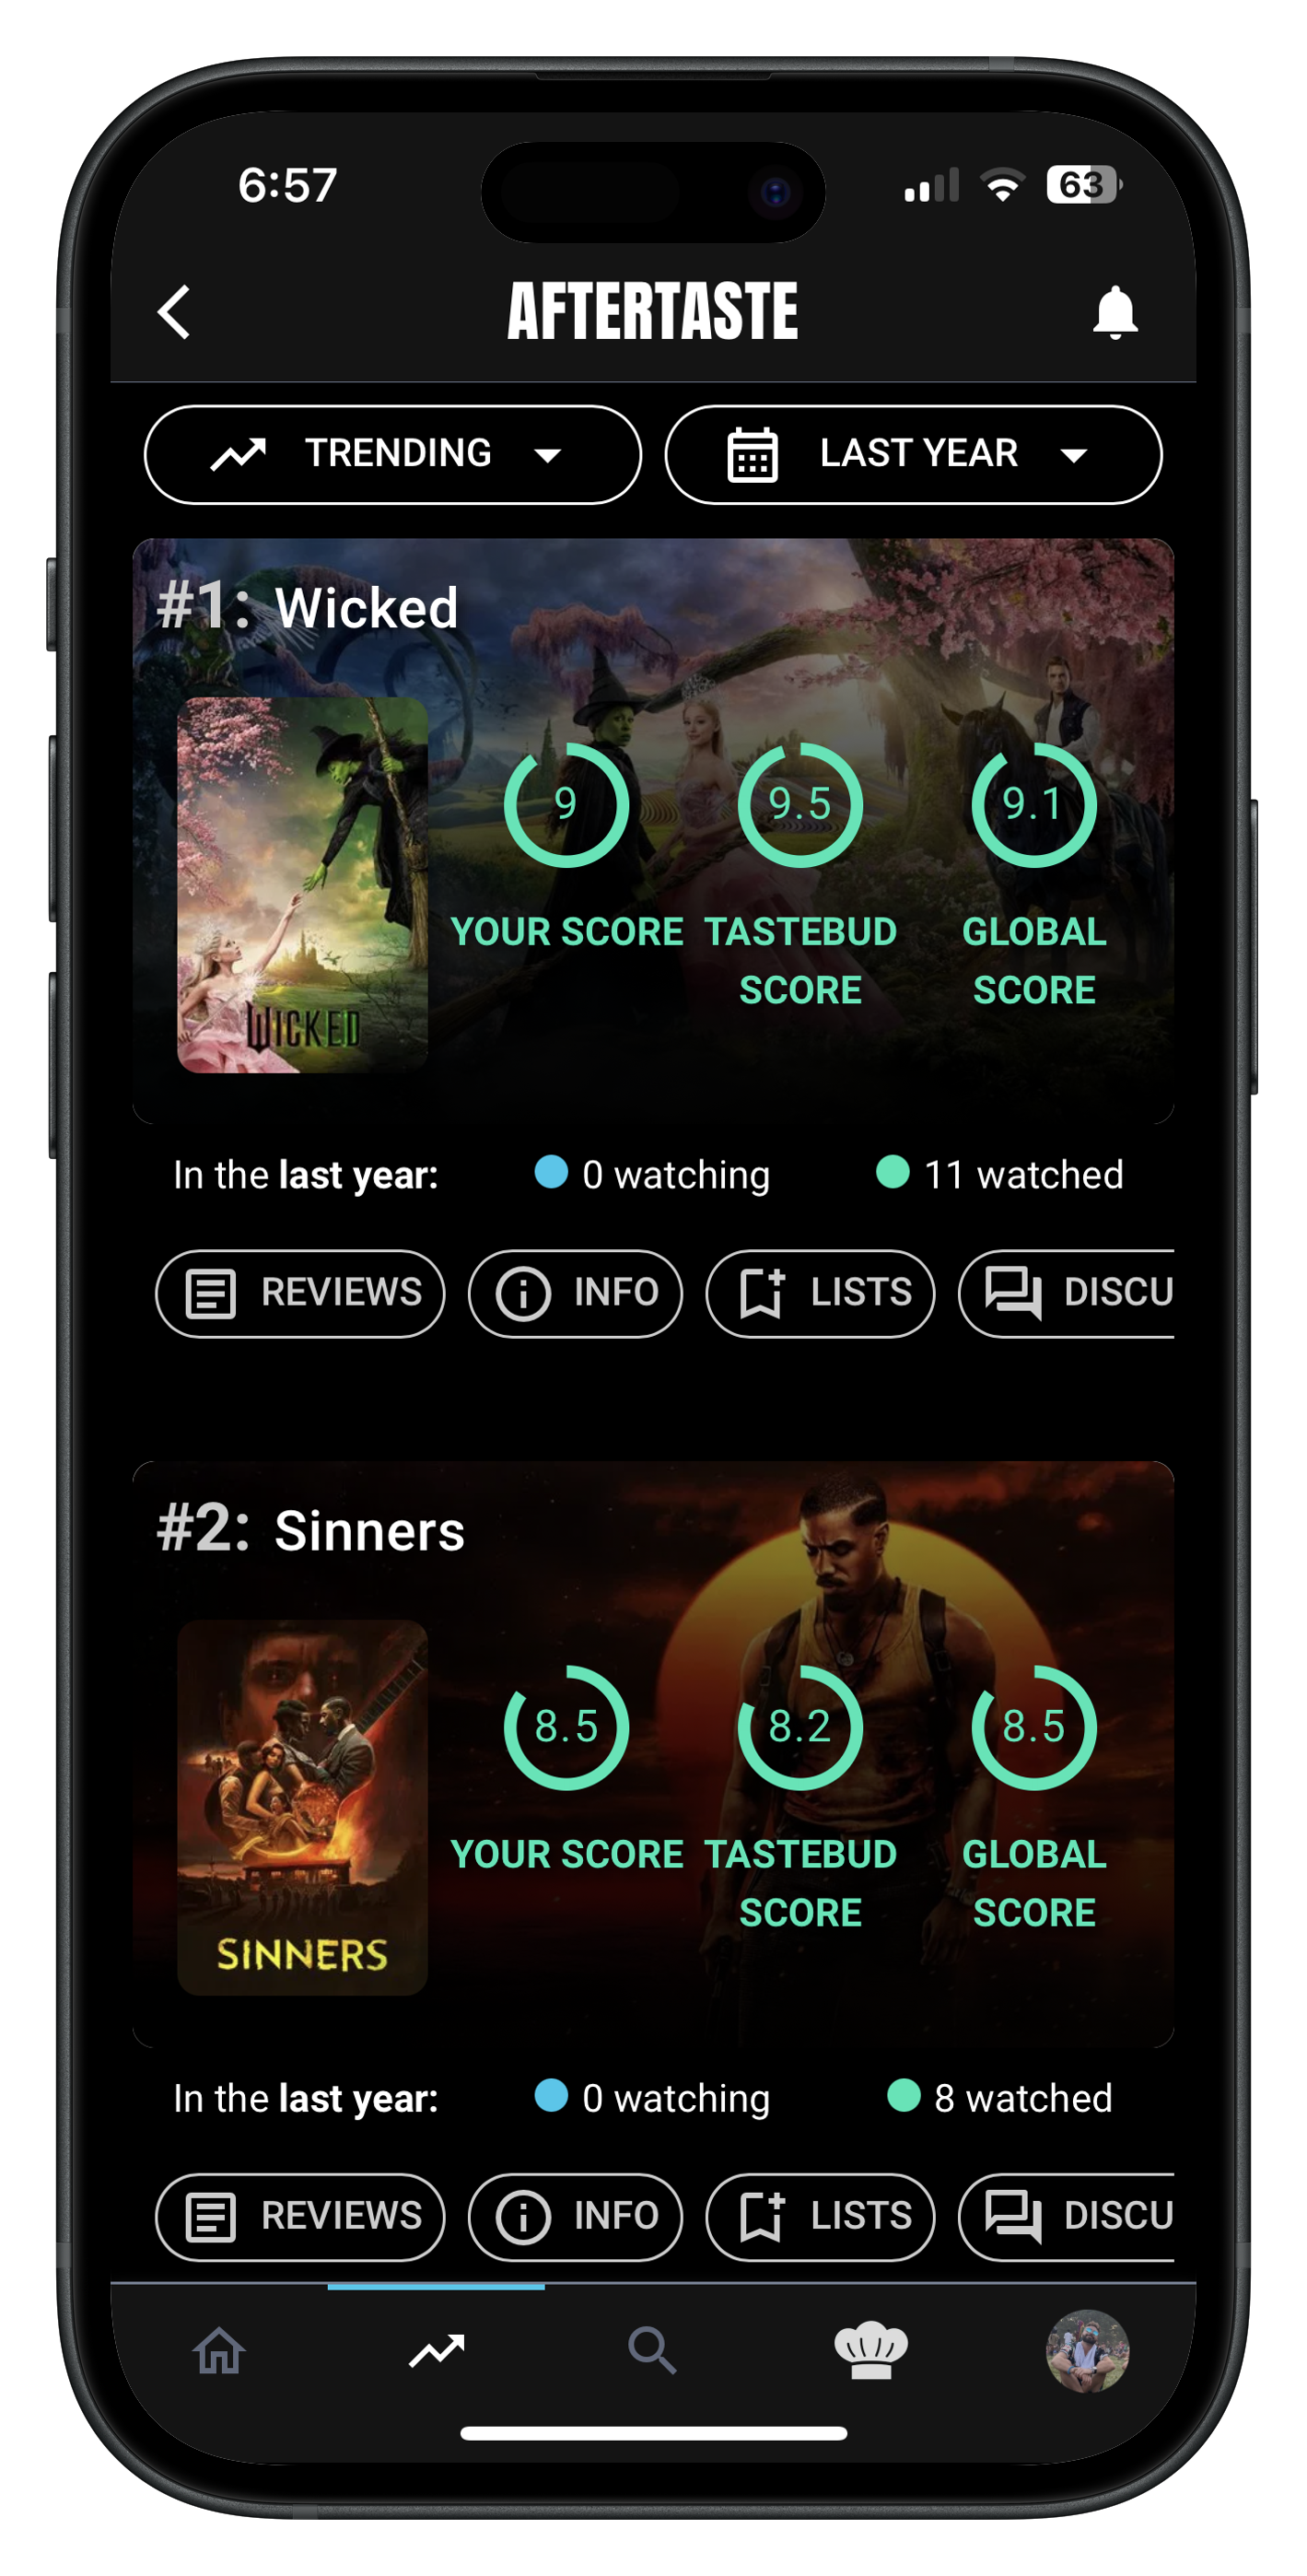 6:57
63
AFTERTASTE
TRENDING
LAST YEAR
#1: Wicked
WICKED
9
9.5
9.1
YOUR SCORE
TASTEBUD
SCORE
GLOBAL
SCORE
In the last year:
0 watching
11 watched
REVIEWS
INFO
LISTS
DISCU
#2: Sinners
SINNERS
8.5
8.2
8.5
YOUR SCORE
TASTEBUD
SCORE
GLOBAL
SCORE
In the last year:
0 watching
8 watched
REVIEWS
INFO
LISTS
DISCU